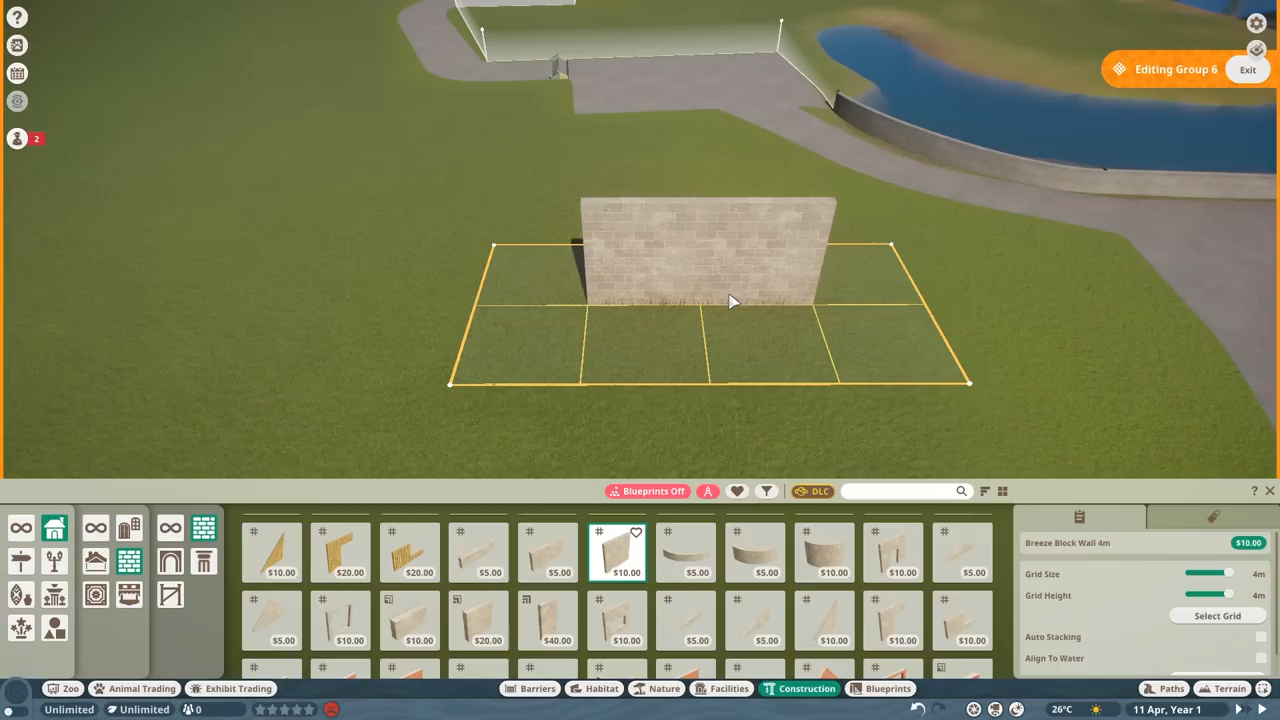 ?
Editing Group 6 Exit
2
Blueprints Off DLC ? ×
$10.00 $20.00 $20.00 $5.00 $5.00 $10.00 $5.00 $5.00 $10.00 $10.00 $5.00
$5.00 $10.00 $10.00 $20.00 $40.00 $10.00 $5.00 $5.00 $10.00 $10.00 $10.00
Breeze Block Wall 4m $10.00
Grid Size 4m
Grid Height 4m
Select Grid
Auto Stacking
Align To Water
Zoo Animal Trading Exhibit Trading Barriers Habitat Nature Facilities Construction Blueprints Paths Terrain
Unlimited Unlimited 0 26°C 11 Apr, Year 1